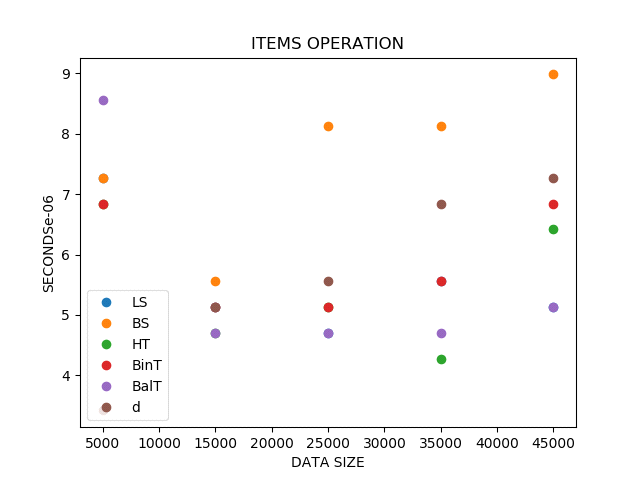 ITEMS OPERATION
SECONDSe-06
9
8
7
6
5
4
LS
BS
HT
BinT
BalT
d
5000 10000 15000 20000 25000 30000 35000 40000 45000
DATA SIZE